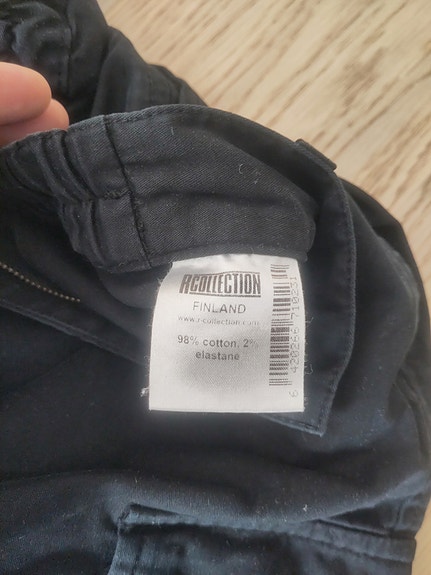 RCOLLECTION
FINLAND
www.r-collection.com
98% cotton, 2%
elastane